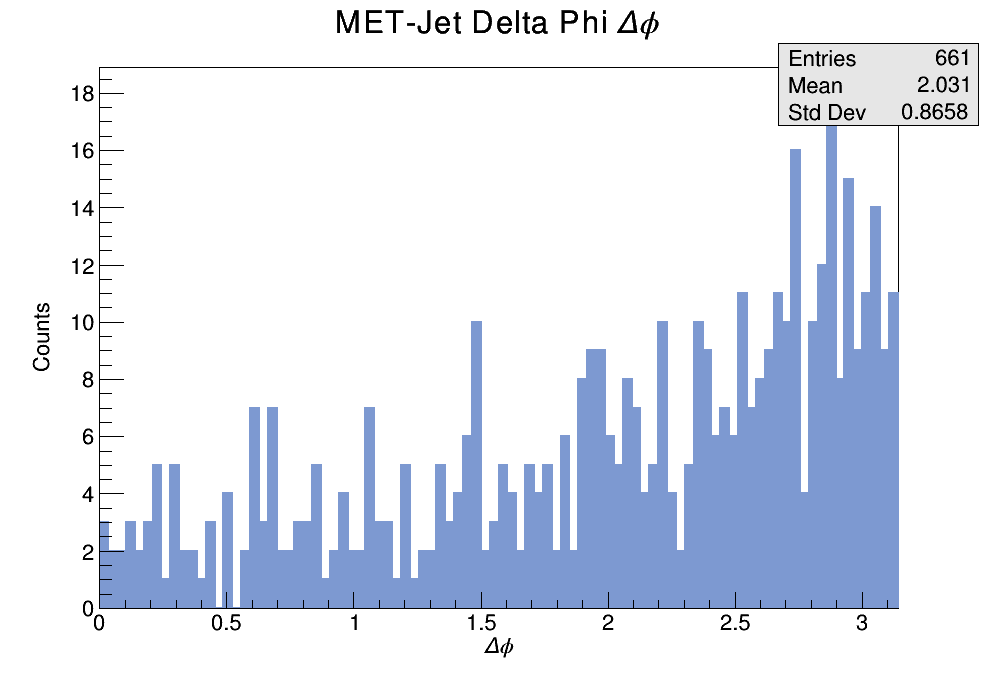 MET-Jet Delta Phi Δϕ
Entries 661
Mean 2.031
Std Dev 0.8658
18
16
14
12
10
8
6
4
2
0
Counts
0 0.5 1 1.5 2 2.5 3
Δϕ